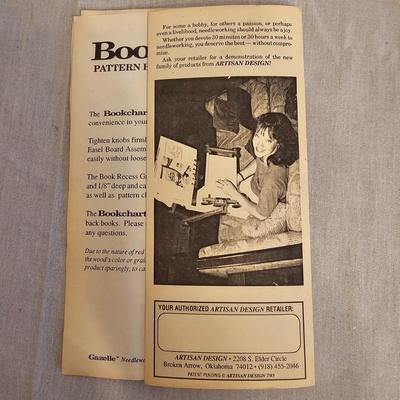 Boo
PATTERN
The Bookchart
convenience to your
Tighten knobs firmly
Easel Board Assem
easily without loose
The Book Recess Gr
and 1/8" deep and ca
as well as pattern c
The Bookchart
back books. Please
any questions.
Due to the nature of red
the wood's color or grai
product sparingly, to ca
Gazelle™ Needlewo
For some a hobby, for others a passion, or perhaps
even a livelihood, needleworking should always be a joy.
Whether you devote 30 minutes or 30 hours a week to
needleworking, you deserve the best — without compro-
mise.
Ask your retailer for a demonstration of the new
family of products from ARTISAN DESIGN!
YOUR AUTHORIZED ARTISAN DESIGN RETAILER:
ARTISAN DESIGN • 2208 S. Elder Circle
Broken Arrow, Oklahoma 74012 • (918) 455-2046
PATENT PENDING © ARTISAN DESIGN